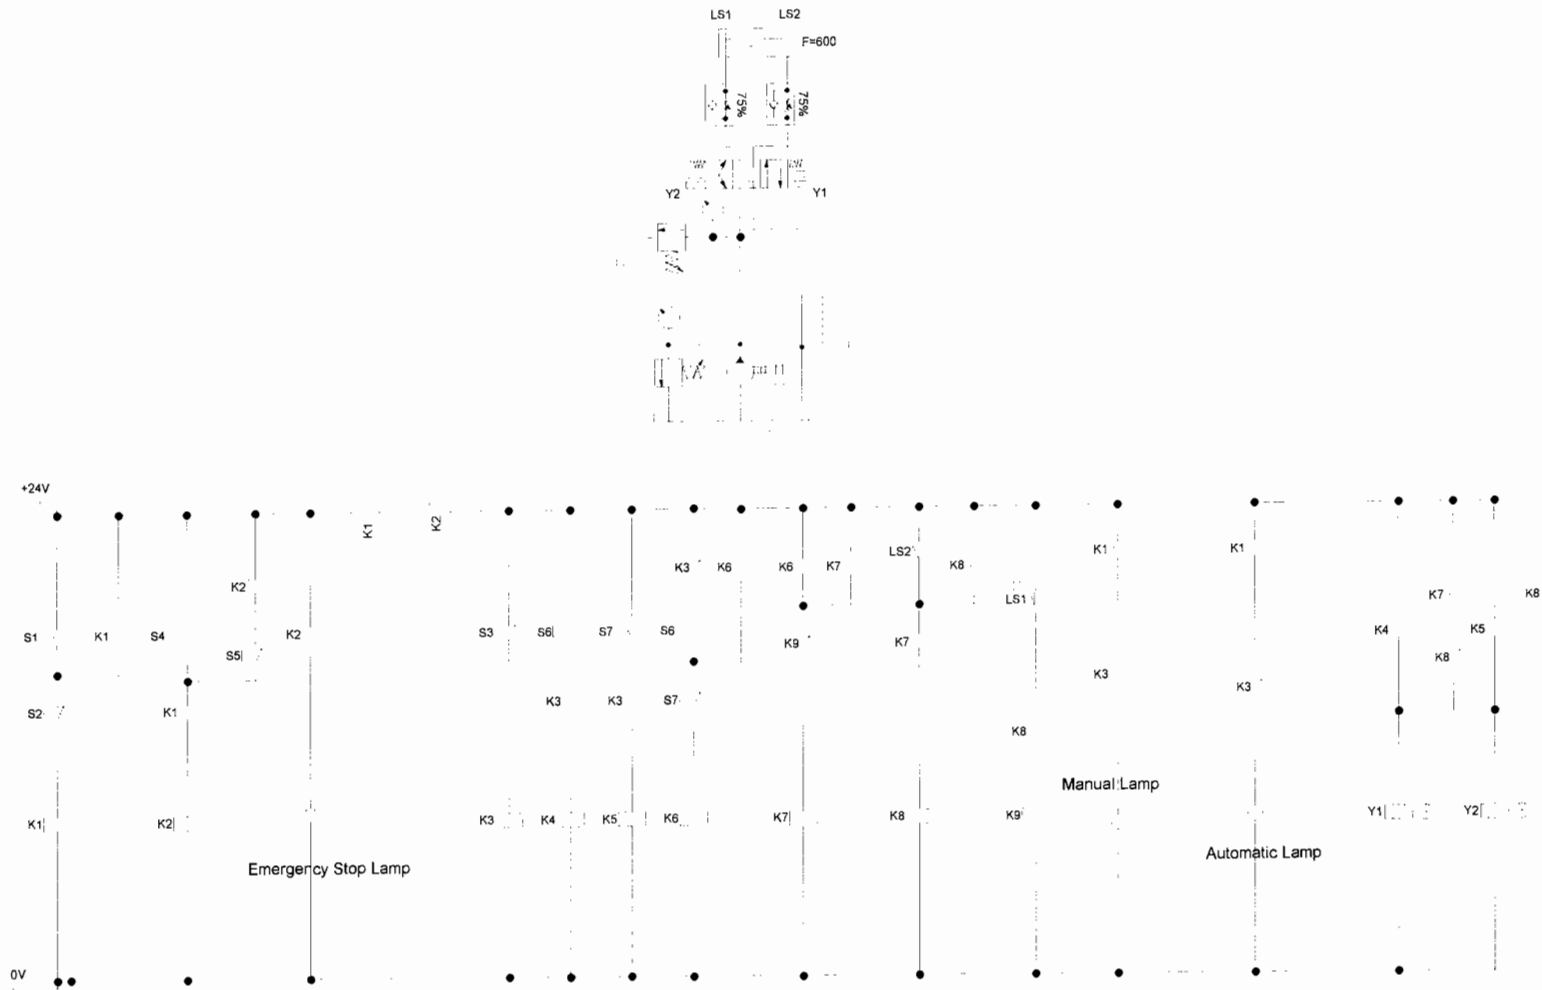 LS1 LS2
F=600
75% 75%
Y2 Y1
+24V
K1 K2
LS2 K1 K1
K3 K6 K6 K7 K8
K2 K7 K8
LS1
S1 K1 S4 K2 S3 S6 S7 S6 K9 K7 K4 K5
S5 K8
K3 K3
S2 K1 K3 K3 S7
K8
Manual Lamp
K1 K2 K3 K4 K5 K6 K7 K8 K9 Y1 Y2
Automatic Lamp
Emergency Stop Lamp
0V